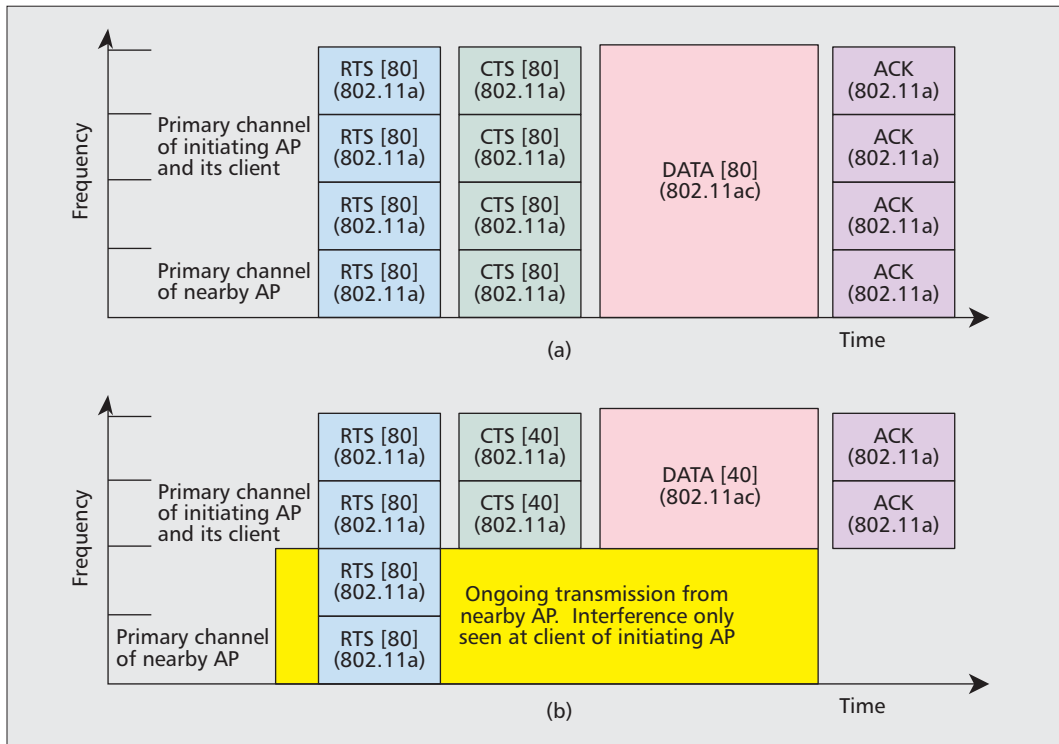 Frequency
Primary channel
of initiating AP
and its client
Primary channel
of nearby AP
RTS [80]
(802.11a)
RTS [80]
(802.11a)
RTS [80]
(802.11a)
RTS [80]
(802.11a)
CTS [80]
(802.11a)
CTS [80]
(802.11a)
CTS [80]
(802.11a)
CTS [80]
(802.11a)
DATA [80]
(802.11ac)
ACK
(802.11a)
ACK
(802.11a)
ACK
(802.11a)
ACK
(802.11a)
Time
(a)
Frequency
Primary channel
of initiating AP
and its client
Primary channel
of nearby AP
RTS [80]
(802.11a)
RTS [80]
(802.11a)
RTS [80]
(802.11a)
RTS [80]
(802.11a)
CTS [40]
(802.11a)
CTS [40]
(802.11a)
DATA [40]
(802.11ac)
ACK
(802.11a)
ACK
(802.11a)
Ongoing transmission from
nearby AP.  Interference only
seen at client of initiating AP
Time
(b)